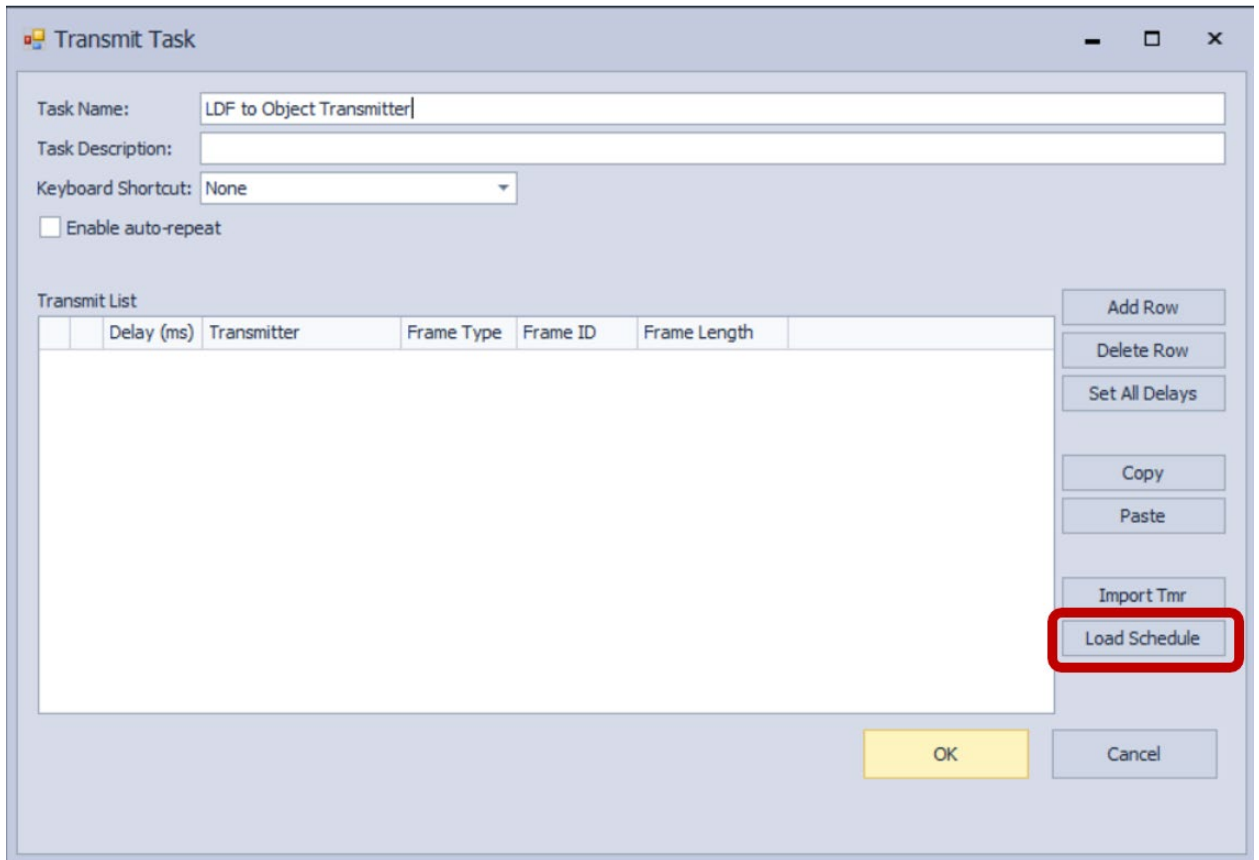 Transmit Task
Task Name: LDF to Object Transmitter
Task Description:
Keyboard Shortcut: None
Enable auto-repeat
Transmit List
Delay (ms) Transmitter Frame Type Frame ID Frame Length
Add Row
Delete Row
Set All Delays
Copy
Paste
Import Tmr
Load Schedule
OK Cancel